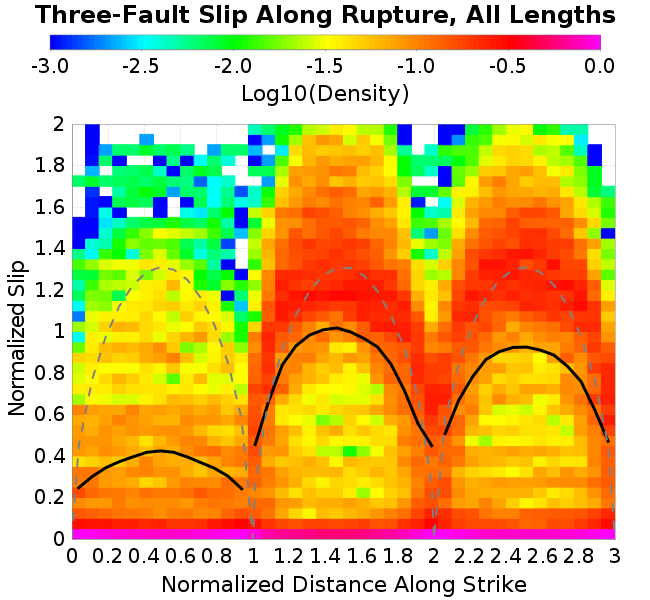 Three-Fault Slip Along Rupture, All Lengths
-3.0 -2.5 -2.0 -1.5 -1.0 -0.5 0.0
Log10(Density)
Normalized Slip
2
1.8
1.6
1.4
1.2
1
0.8
0.6
0.4
0.2
0
0 0.2 0.4 0.6 0.8 1 1.2 1.4 1.6 1.8 2 2.2 2.4 2.6 2.8 3
Normalized Distance Along Strike